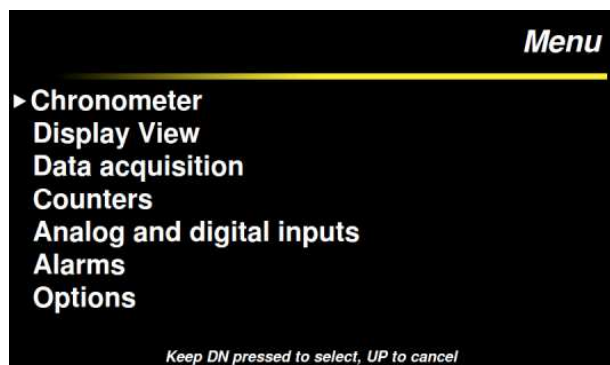 Menu
Chronometer
Display View
Data acquisition
Counters
Analog and digital inputs
Alarms
Options
Keep DN pressed to select, UP to cancel